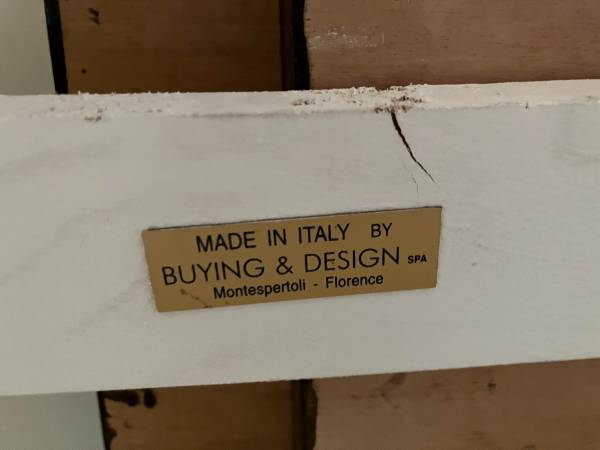 MADE IN ITALY BY
BUYING & DESIGN SPA
Montespertoli - Florence